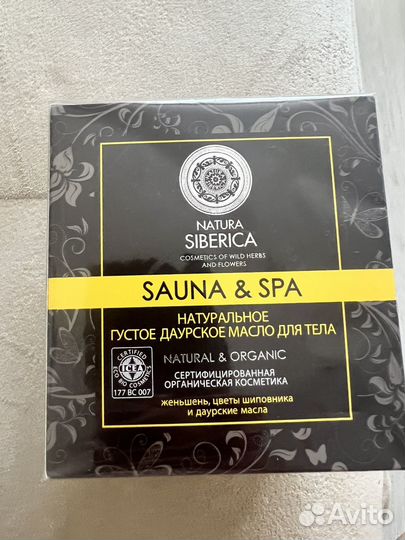 NATURA
SIBERICA
COSMETICS OF WILD HERBS
AND FLOWERS
SAUNA & SPA
НАТУРАЛЬНОЕ
ГУСТОЕ ДАУРСКОЕ МАСЛО ДЛЯ ТЕЛА
NATURAL & ORGANIC
СЕРТИФИЦИРОВАННАЯ
ОРГАНИЧЕСКАЯ КОСМЕТИКА
женьшень, цветы шиповника
и даурские масла
CERTIFIED
ICEA
ECO BIO COSMETICS
177 BC 007
Avito